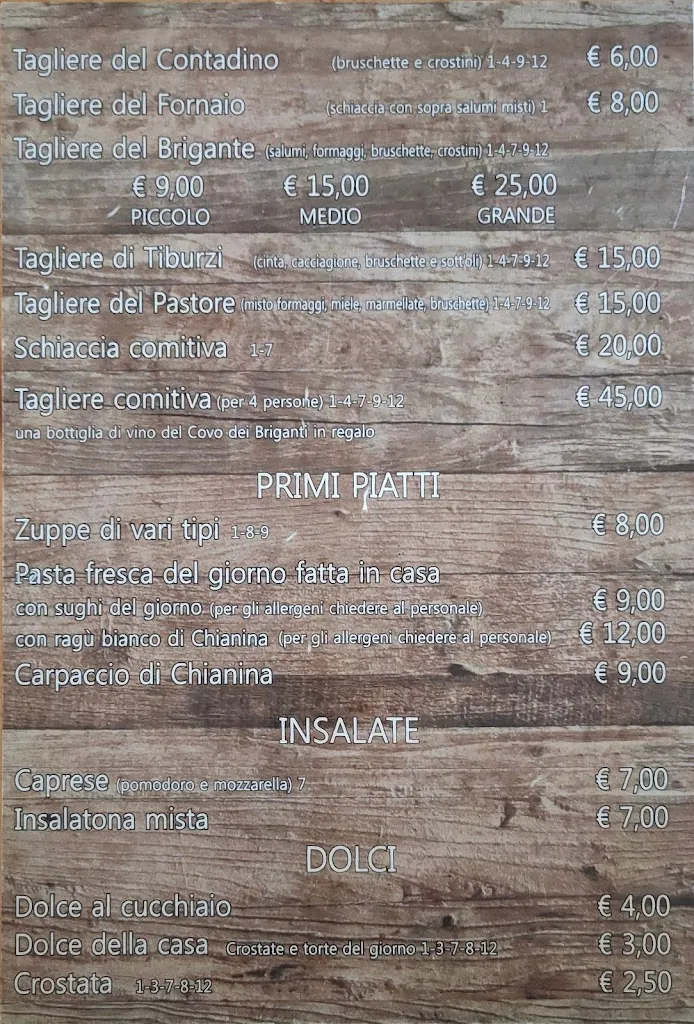 Tagliere del Contadino (bruschette e crostini) 1-4-9-12 € 6,00
Tagliere del Fornaio (schiaccia con sopra salumi misti) 1 € 8,00
Tagliere del Brigante (salumi, formaggi, bruschette, crostini) 1-4-7-9-12
€ 9,00 € 15,00 € 25,00
PICCOLO MEDIO GRANDE
Tagliere di Tiburzi (cinta, cacciagione, bruschette e sott'oli) 1-4-7-9-12 € 15,00
Tagliere del Pastore (misto formaggi, miele, marmellate, bruschette) 1-4-7-9-12 € 15,00
Schiaccia comitiva 1-7 € 20,00
Tagliere comitiva (per 4 persone) 1-4-7-9-12 € 45,00
una bottiglia di vino del Covo dei Briganti in regalo
PRIMI PIATTI
Zuppe di vari tipi 1-8-9 € 8,00
Pasta fresca del giorno fatta in casa
con sughi del giorno (per gli allergeni chiedere al personale) € 9,00
con ragù bianco di Chianina (per gli allergeni chiedere al personale) € 12,00
Carpaccio di Chianina € 9,00
INSALATE
Caprese (pomodoro e mozzarella) 7 € 7,00
Insalatona mista € 7,00
DOLCI
Dolce al cucchiaio € 4,00
Dolce della casa Crostate e torte del giorno 1-3-7-8-12 € 3,00
Crostata 1-3-7-8-12 € 2,50